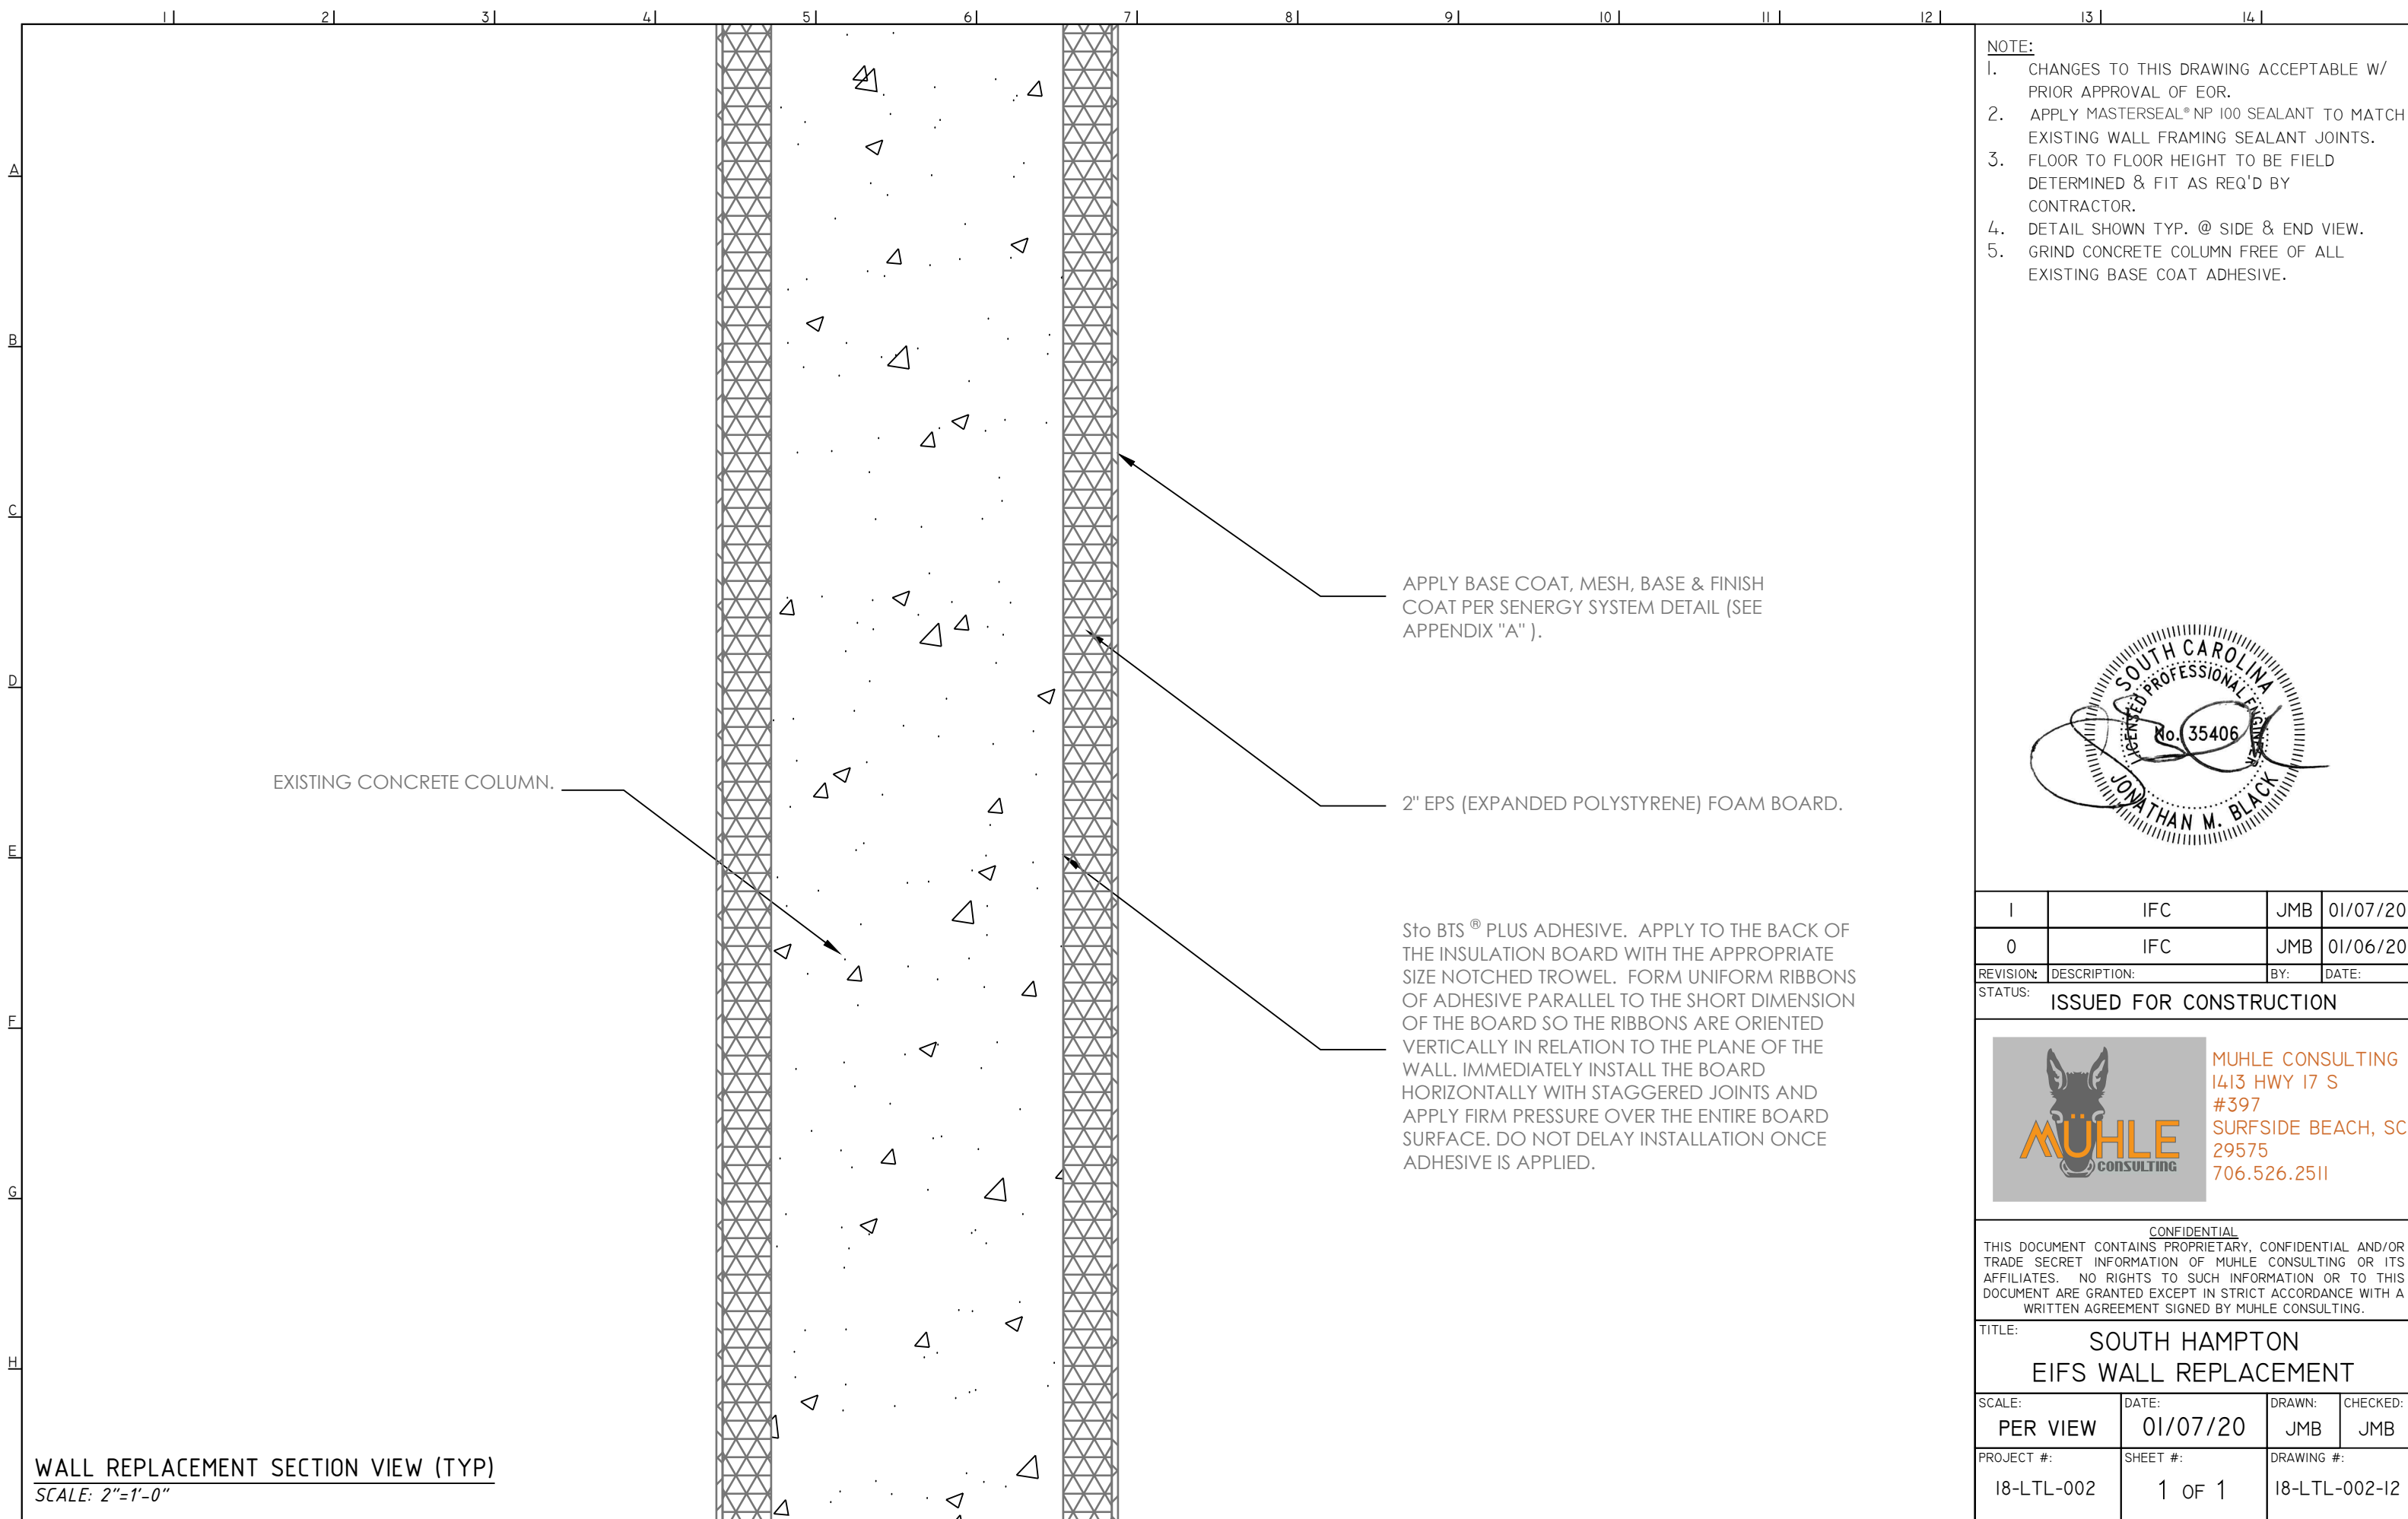 1 2 3 4 5 6 7 8 9 10 11 12 13 14
A
B
C
D
E
F
G
H
EXISTING CONCRETE COLUMN.
APPLY BASE COAT, MESH, BASE & FINISH
COAT PER SENERGY SYSTEM DETAIL (SEE
APPENDIX "A" ).
2" EPS (EXPANDED POLYSTYRENE) FOAM BOARD.
Sto BTS ® PLUS ADHESIVE. APPLY TO THE BACK OF
THE INSULATION BOARD WITH THE APPROPRIATE
SIZE NOTCHED TROWEL. FORM UNIFORM RIBBONS
OF ADHESIVE PARALLEL TO THE SHORT DIMENSION
OF THE BOARD SO THE RIBBONS ARE ORIENTED
VERTICALLY IN RELATION TO THE PLANE OF THE
WALL. IMMEDIATELY INSTALL THE BOARD
HORIZONTALLY WITH STAGGERED JOINTS AND
APPLY FIRM PRESSURE OVER THE ENTIRE BOARD
SURFACE. DO NOT DELAY INSTALLATION ONCE
ADHESIVE IS APPLIED.
WALL REPLACEMENT SECTION VIEW (TYP)
SCALE: 2"=1'-0"
NOTE:
1. CHANGES TO THIS DRAWING ACCEPTABLE W/
PRIOR APPROVAL OF EOR.
2. APPLY MASTERSEAL® NP 100 SEALANT TO MATCH
EXISTING WALL FRAMING SEALANT JOINTS.
3. FLOOR TO FLOOR HEIGHT TO BE FIELD
DETERMINED & FIT AS REQ'D BY
CONTRACTOR.
4. DETAIL SHOWN TYP. @ SIDE & END VIEW.
5. GRIND CONCRETE COLUMN FREE OF ALL
EXISTING BASE COAT ADHESIVE.
SOUTH CAROLINA
LICENSED PROFESSIONAL ENGINEER
No. 35406
JONATHAN M. BLACK
1 IFC JMB 01/07/20
0 IFC JMB 01/06/20
REVISION: DESCRIPTION: BY: DATE:
STATUS: ISSUED FOR CONSTRUCTION
MÜHLE
CONSULTING
MUHLE CONSULTING
1413 HWY 17 S
#397
SURFSIDE BEACH, SC
29575
706.526.2511
CONFIDENTIAL
THIS DOCUMENT CONTAINS PROPRIETARY, CONFIDENTIAL AND/OR
TRADE SECRET INFORMATION OF MUHLE CONSULTING OR ITS
AFFILIATES. NO RIGHTS TO SUCH INFORMATION OR TO THIS
DOCUMENT ARE GRANTED EXCEPT IN STRICT ACCORDANCE WITH A
WRITTEN AGREEMENT SIGNED BY MUHLE CONSULTING.
TITLE:
SOUTH HAMPTON
EIFS WALL REPLACEMENT
SCALE: DATE: DRAWN: CHECKED:
PER VIEW 01/07/20 JMB JMB
PROJECT #: SHEET #: DRAWING #:
18-LTL-002 1 OF 1 18-LTL-002-12